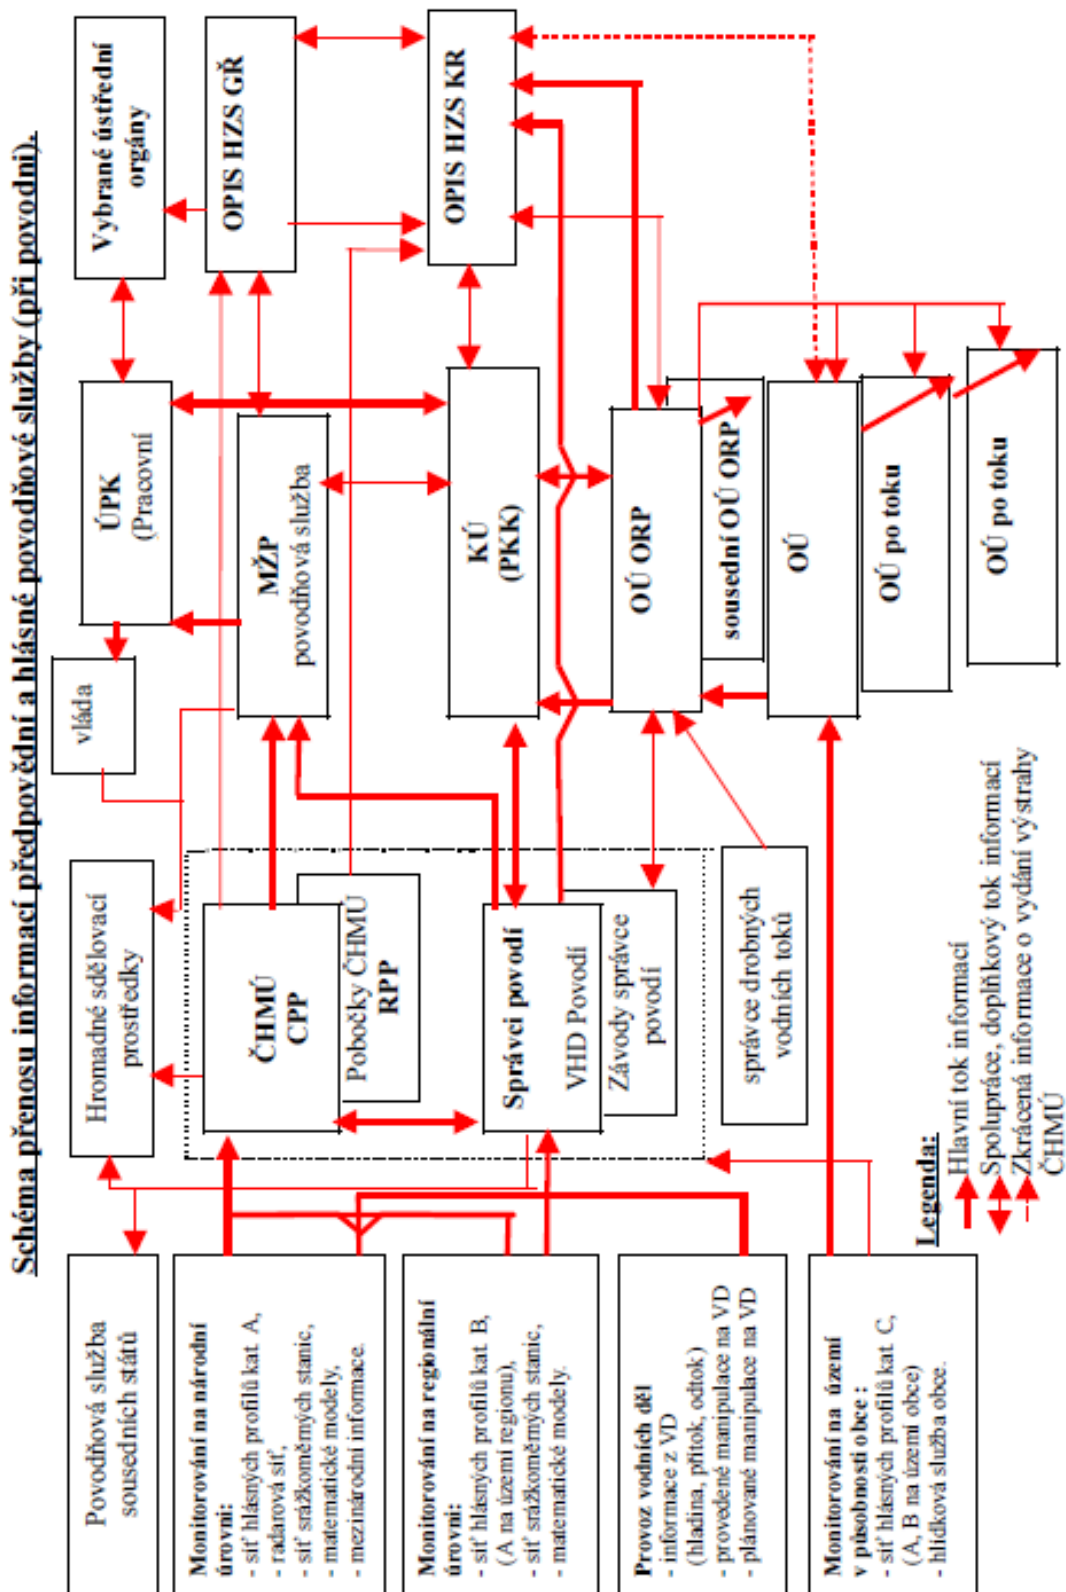 Schéma přenosu informací předpovědní a hlásné povodňové služby (při povodni).
Povodňová služba
sousedních států
Hromadné sdělovací
prostředky
vláda
ÚPK
(Pracovní
Vybrané ústřední
orgány
Monitorování na národní
úrovni:
- síť hlásných profilů kat. A,
- radarová síť,
- síť srážkoměrných stanic,
- matematické modely,
- mezinárodní informace.
ČHMÚ
CPP
Pobočky ČHMÚ
RPP
MŽP
povodňová služba
OPIS HZS GŘ
Monitorování na regionální
úrovni:
- síť hlásných profilů kat. B,
(A na území regionu),
- síť srážkoměrných stanic,
- matematické modely.
Správci povodí
VHD Povodí
Závody správce
povodí
KÚ
(PKK)
OPIS HZS KR
Provoz vodních děl
- informace z VD
(hladina, přítok, odtok)
- provedené manipulace na VD
- plánované manipulace na VD
správce drobných
vodních toků
OÚ ORP
sousední OÚ ORP
Monitorování na území
v působnosti obce :
- síť hlásných profilů kat. C,
(A, B na území obce)
- hlídková služba obce.
OÚ
OÚ po toku
OÚ po toku
Legenda:
Hlavní tok informací
Spolupráce, doplňkový tok informací
Zkrácená informace o vydání výstrahy
ČHMÚ